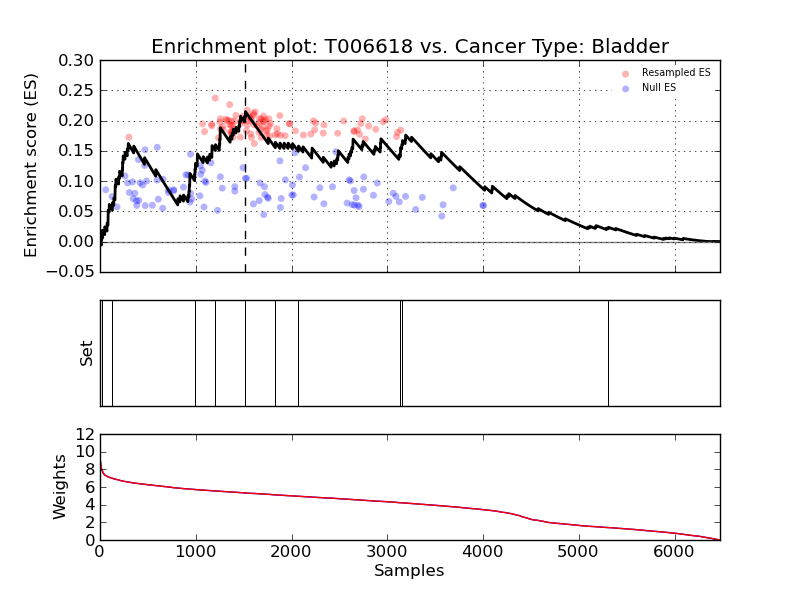 Enrichment plot: T006618 vs. Cancer Type: Bladder
Enrichment score (ES)
0.30
0.25
0.20
0.15
0.10
0.05
0.00
−0.05
Resampled ES
Null ES
Set
Weights
12
10
8
6
4
2
0
0 1000 2000 3000 4000 5000 6000
Samples